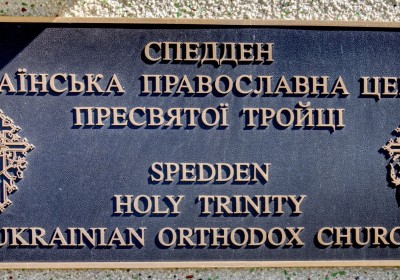 СПЕДДЕН
АЇНСЬКА ПРАВОСЛАВНА ЦЕ
ПРЕСВЯТОЇ ТРОЙЦІ
SPEDDEN
HOLY TRINITY
UKRAINIAN ORTHODOX CHURC